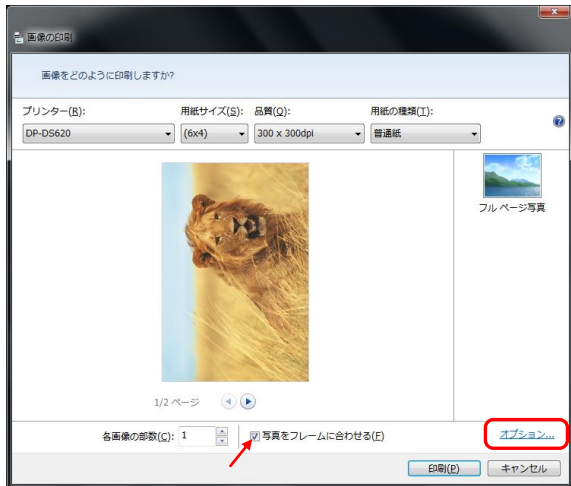 画像の印刷
画像をどのように印刷しますか?
プリンター(R): 用紙サイズ(S): 品質(Q): 用紙の種類(T):
DP-DS620 (6x4) 300 x 300dpi 普通紙
フル ページ写真
1/2 ページ
各画像の部数(C): 1 写真をフレームに合わせる(F) オプション...
印刷(P) キャンセル